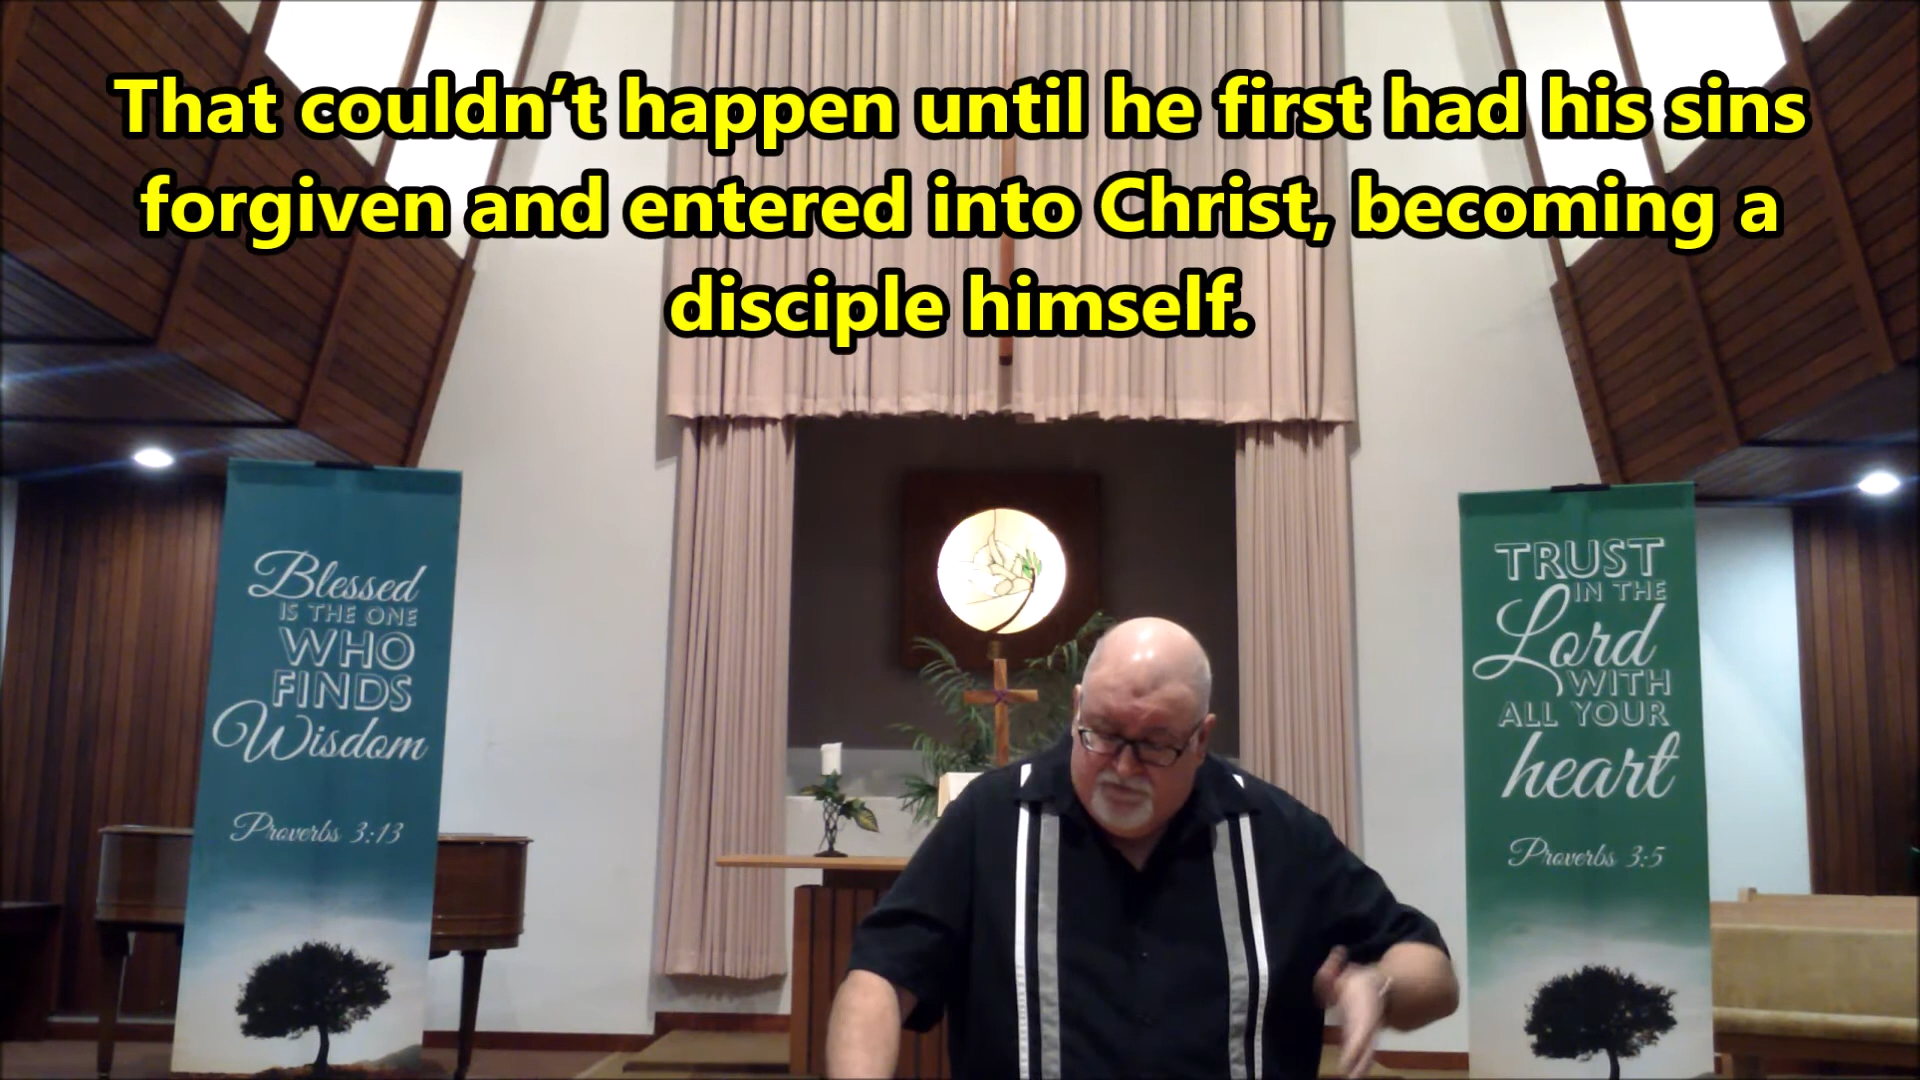 That couldn’t happen until he first had his sins
forgiven and entered into Christ, becoming a
disciple himself.
Blessed
IS THE ONE
WHO
FINDS
Wisdom
Proverbs 3:13
TRUST
IN THE
Lord
WITH
ALL YOUR
heart
Proverbs 3:5